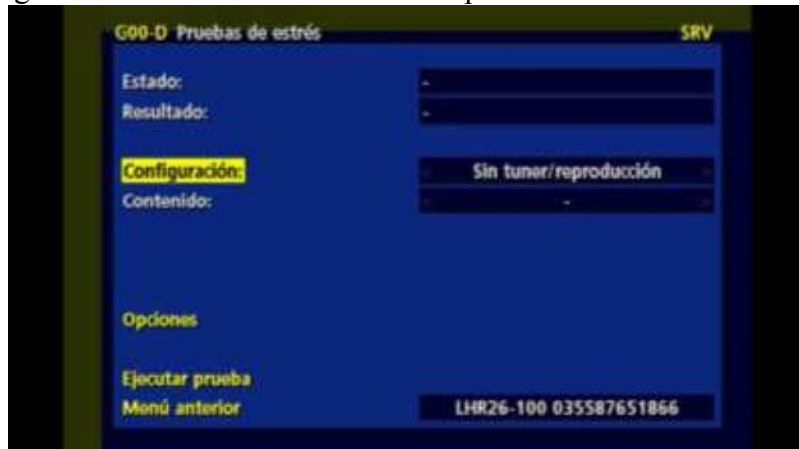 G00-D Pruebas de estrés SRV
Estado: -
Resultado: -
Configuración: Sin tuner/reproducción
Contenido: -
Opciones
Ejecutar prueba
Menú anterior LHR26-100 035587651866